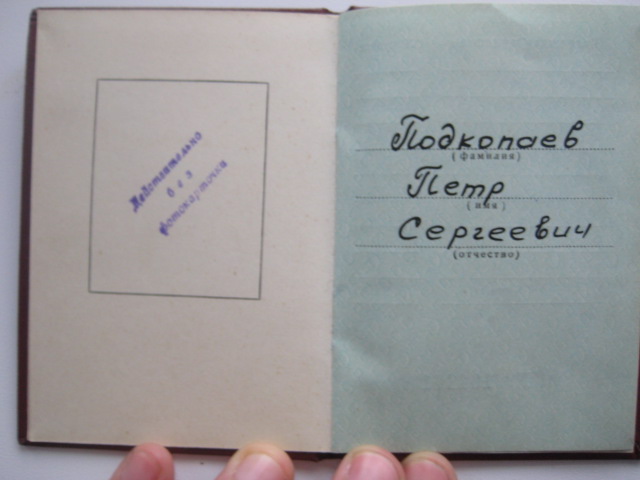 Действительно
без
фотокарточки
Подкопаев
(фамилия)
Петр
(имя)
Сергеевич
(отчество)